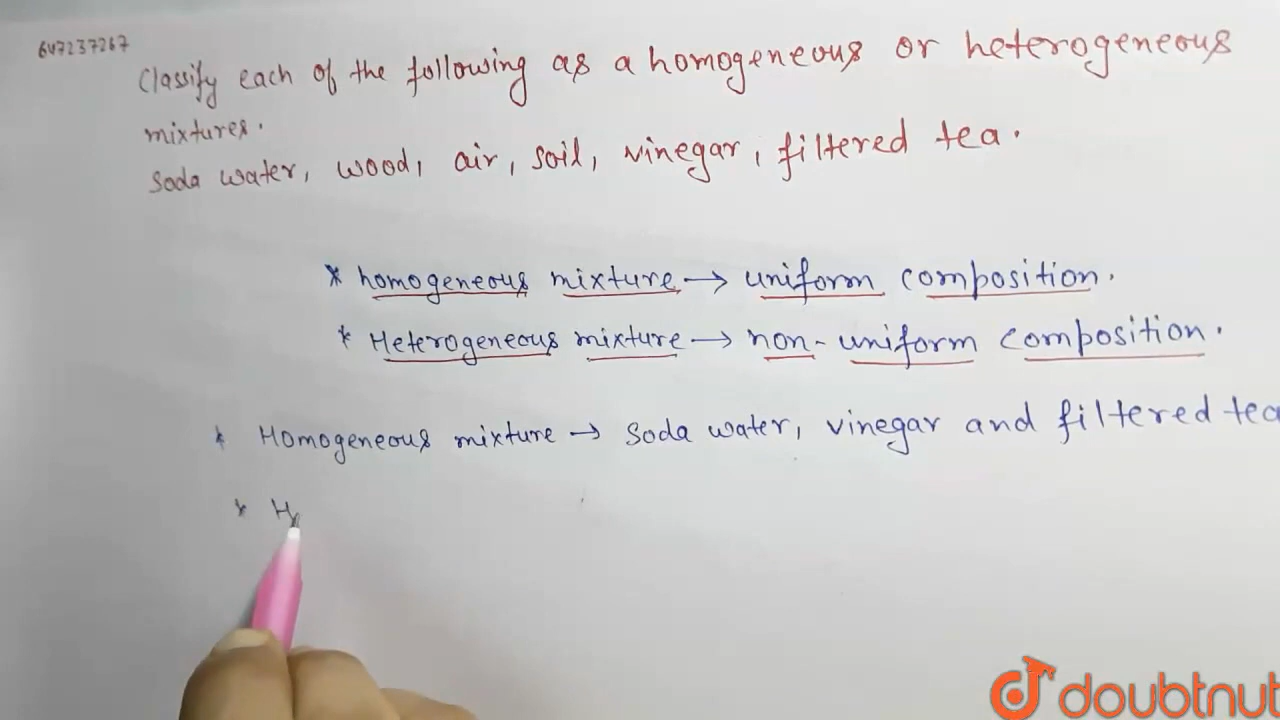 647237267
Classify each of the following as a homogeneous or heterogeneous
mixtures.
Soda water, wood, air, soil, vinegar, filtered tea.
* homogeneous mixture → uniform composition.
* Heterogeneous mixture → non-uniform composition.
* Homogeneous mixture → Soda water, vinegar and filtered tea
* H
doubtnut